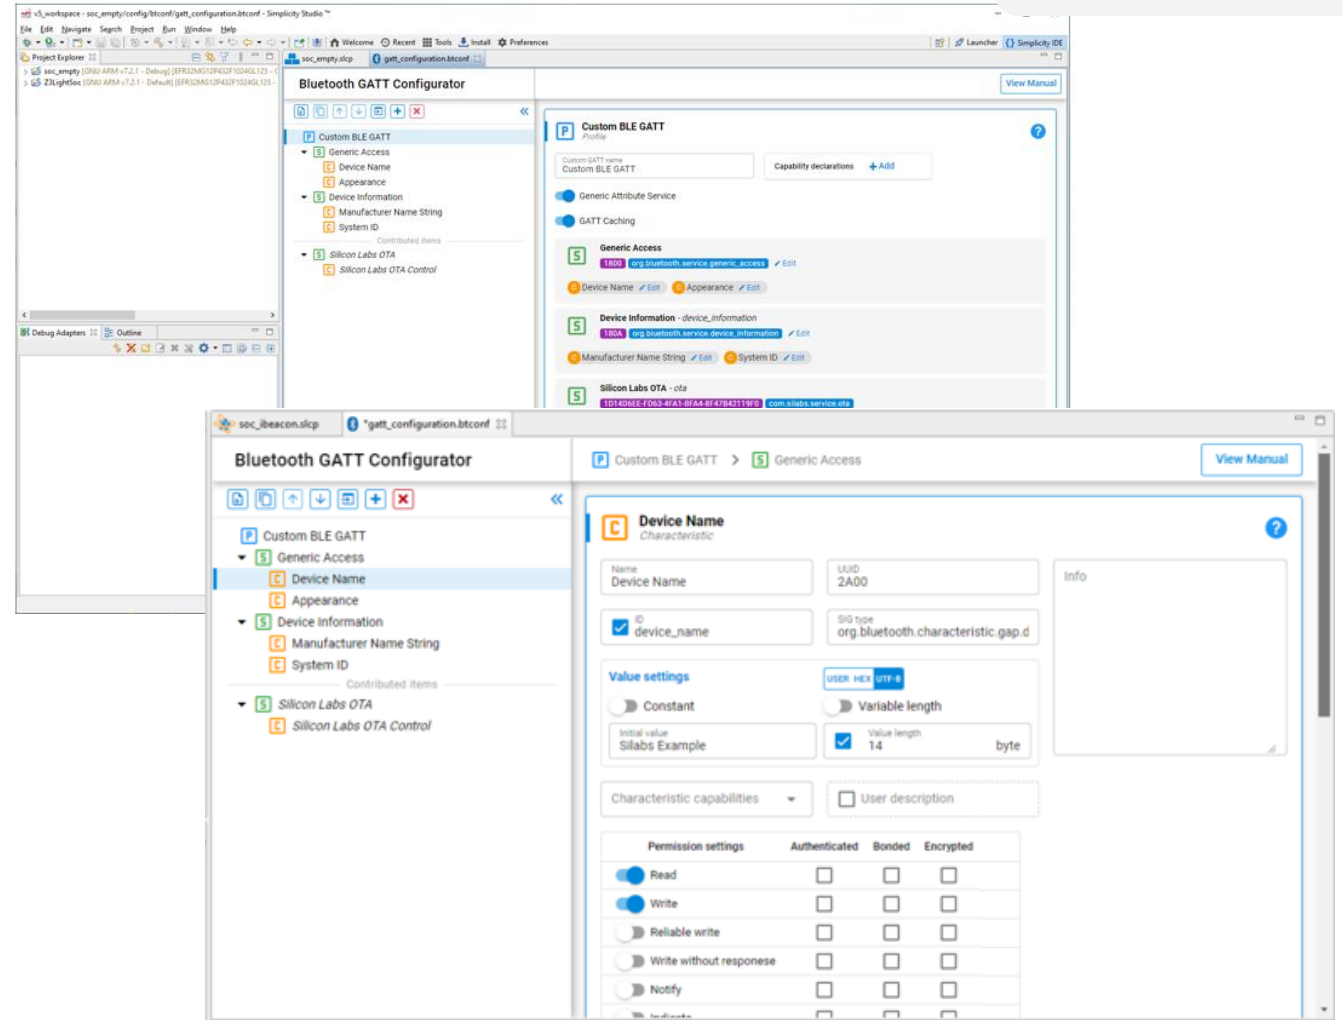 v5_workspace - soc_empty/config/btconf/gatt_configuration.btconf - Simplicity Studio ™
File Edit Navigate Search Project Run Window Help
Welcome Recent Tools Install Preferences
Launcher {} Simplicity IDE
Project Explorer
soc_empty [GNU ARM v7.2.1 - Debug] [EFR32MG12P432F1024GL125 - C
Z3LightSoc [GNU ARM v7.2.1 - Default] [EFR32MG12P432F1024GL125 -
soc_empty.slcp gatt_configuration.btconf
Bluetooth GATT Configurator
View Manual
P Custom BLE GATT
S Generic Access
C Device Name
C Appearance
S Device Information
C Manufacturer Name String
C System ID
Contributed items
S Silicon Labs OTA
C Silicon Labs OTA Control
P Custom BLE GATT
Profile
?
Custom GATT name
Custom BLE GATT
Capability declarations + Add
Generic Attribute Service
GATT Caching
S Generic Access
1800 org.bluetooth.service.generic_access Edit
C Device Name Edit C Appearance Edit
S Device Information - device_information
180A org.bluetooth.service.device_information Edit
C Manufacturer Name String Edit C System ID Edit
S Silicon Labs OTA - ota
1D14D6EE-FD63-4FA1-BFA4-8F47B42119F0 com.silabs.service.ota
Debug Adapters Outline
soc_ibeacon.slcp *gatt_configuration.btconf
Bluetooth GATT Configurator
P Custom BLE GATT > S Generic Access
View Manual
P Custom BLE GATT
S Generic Access
C Device Name
C Appearance
S Device Information
C Manufacturer Name String
C System ID
Contributed items
S Silicon Labs OTA
C Silicon Labs OTA Control
C Device Name
Characteristic
?
Name
Device Name
UUID
2A00
Info
ID
device_name
SIG type
org.bluetooth.characteristic.gap.d
Value settings
USER HEX UTF-8
Constant
Variable length
Initial value
Silabs Example
Value length
14 byte
Characteristic capabilities
User description
Permission settings Authenticated Bonded Encrypted
Read
Write
Reliable write
Write without responese
Notify
Indicate